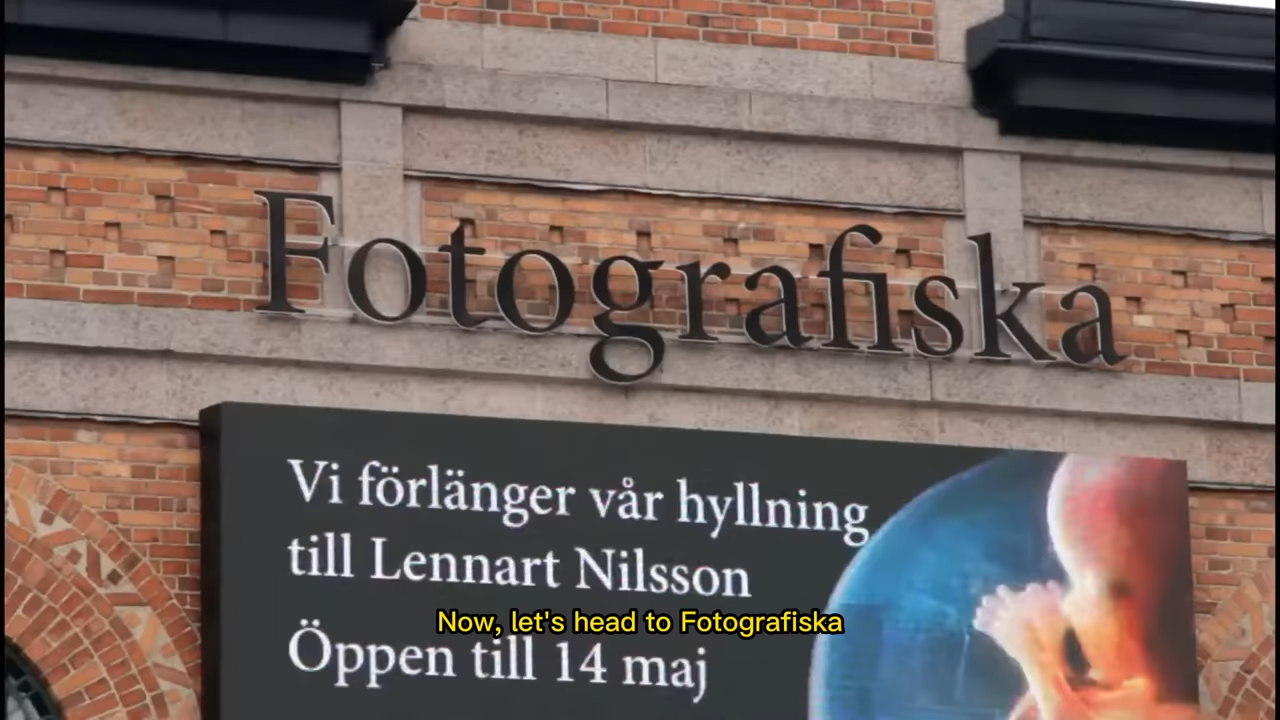 Fotografiska
Vi förlänger vår hyllning
till Lennart Nilsson
Now, let's head to Fotografiska
Öppen till 14 maj